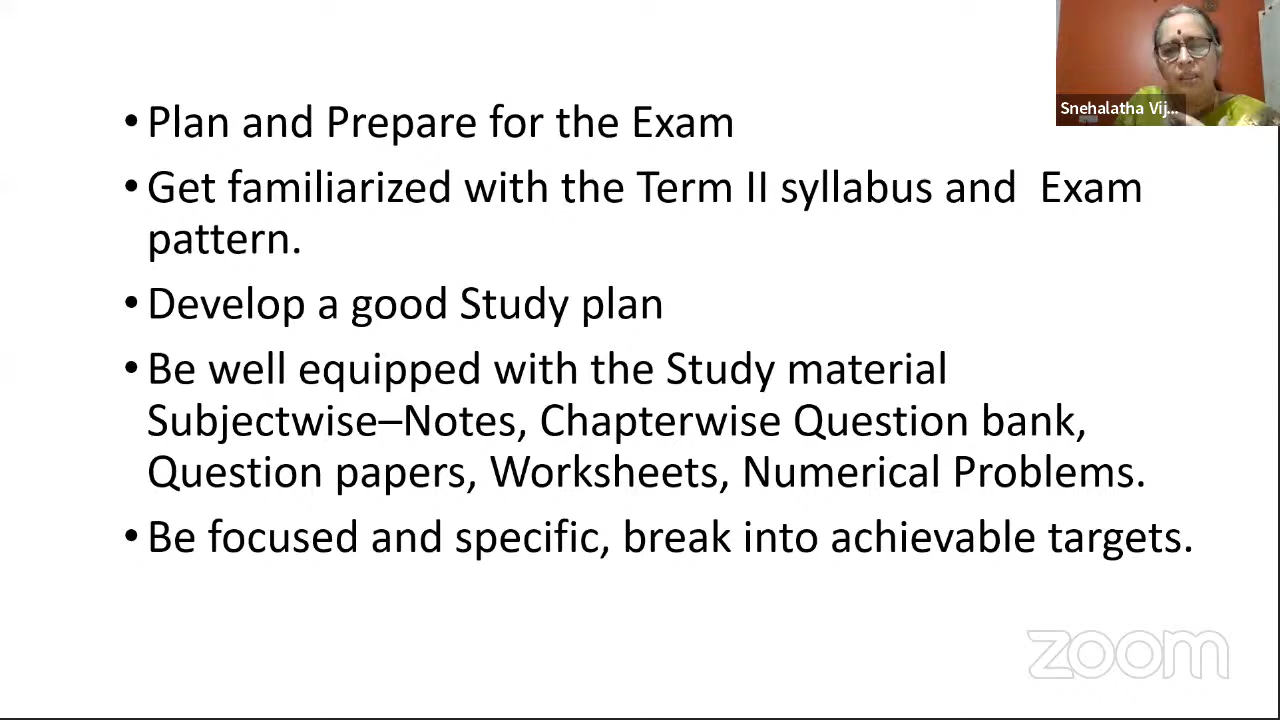 Snehalatha Vij...
• Plan and Prepare for the Exam
• Get familiarized with the Term II syllabus and  Exam
pattern.
• Develop a good Study plan
• Be well equipped with the Study material
Subjectwise–Notes, Chapterwise Question bank,
Question papers, Worksheets, Numerical Problems.
• Be focused and specific, break into achievable targets.
zoom